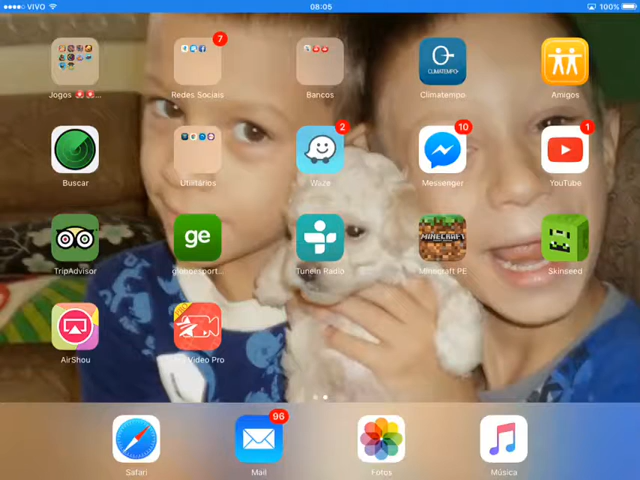 VIVO
08:05
100%
7
Jogos
Redes Sociais
Bancos
CLIMATEMPO
Climatempo
Amigos
2
10
1
Buscar
Utilitários
Waze
Messenger
YouTube
ge
MINECRAFT
TripAdvisor
globoesport...
TuneIn Radio
Minecraft PE
Skinseed
AirShou
Video Pro
96
Safari
Mail
Fotos
Música